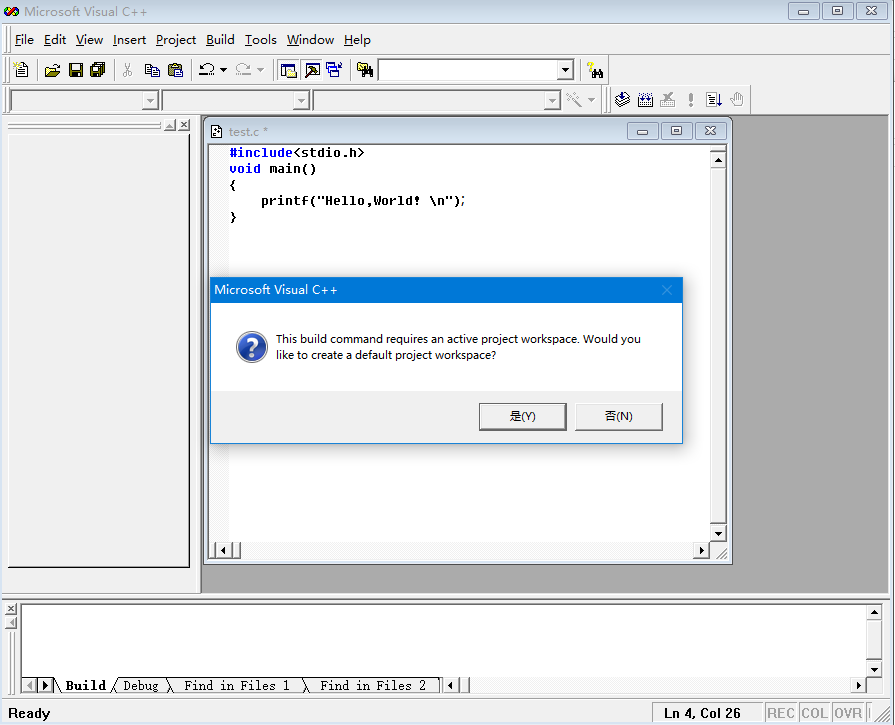 Microsoft Visual C++
File Edit View Insert Project Build Tools Window Help
test.c *
#include<stdio.h>
void main()
{
printf("Hello,World! \n");
}
Microsoft Visual C++
This build command requires an active project workspace. Would you
like to create a default project workspace?
是(Y) 否(N)
Build Debug Find in Files 1 Find in Files 2
Ready Ln 4, Col 26 REC COL OVR